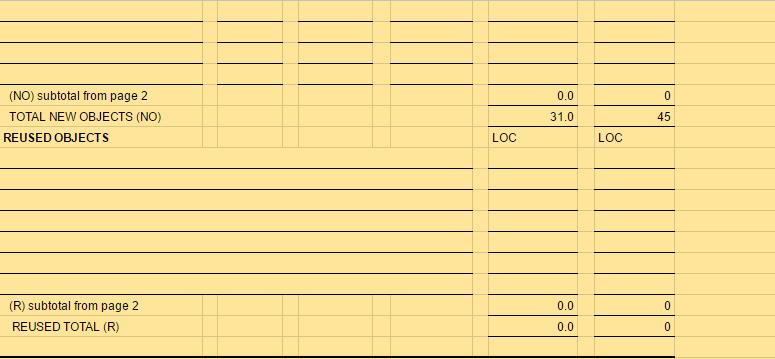 (NO) subtotal from page 2 0.0 0
TOTAL NEW OBJECTS (NO) 31.0 45
REUSED OBJECTS LOC LOC
(R) subtotal from page 2 0.0 0
REUSED TOTAL (R) 0.0 0